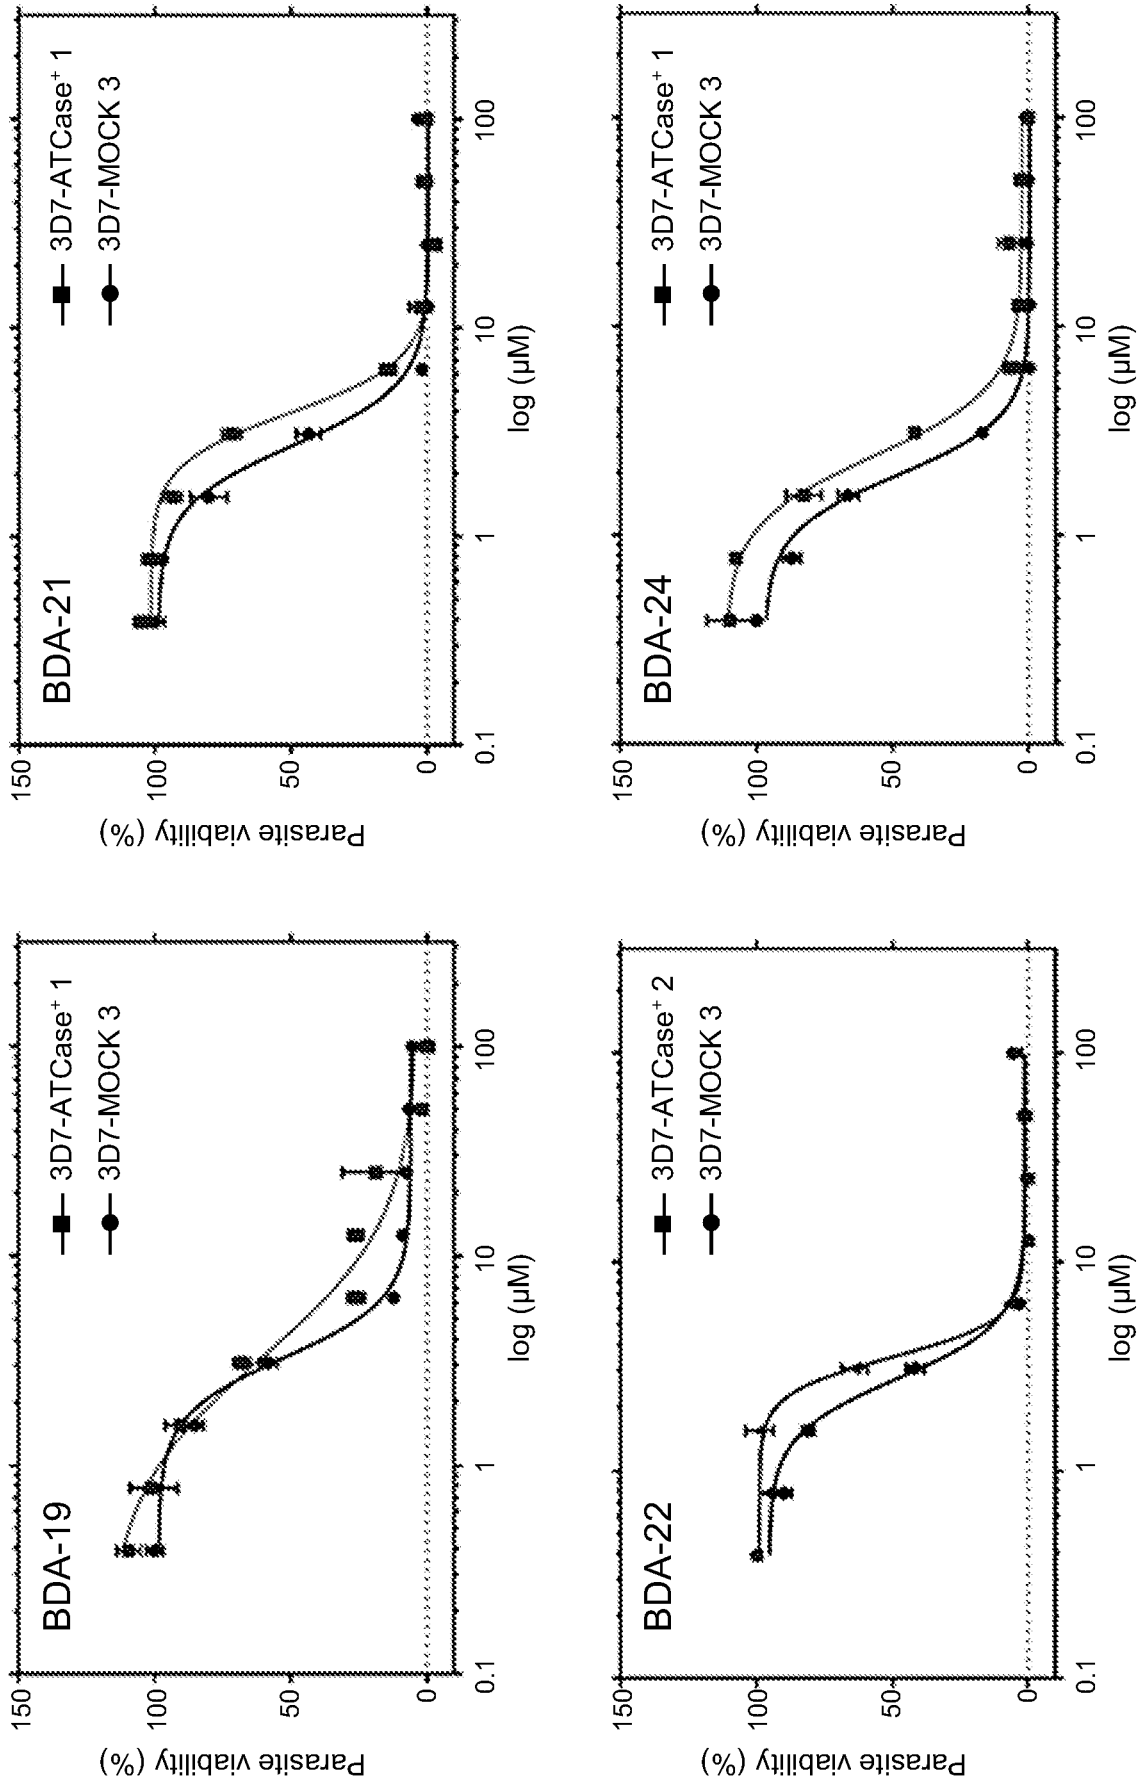 BDA-19
3D7-ATCase⁺ 1
3D7-MOCK 3
Parasite viability (%)
150
100
50
0
0.1
1
10
100
log (µM)
BDA-21
3D7-ATCase⁺ 1
3D7-MOCK 3
Parasite viability (%)
150
100
50
0
0.1
1
10
100
log (µM)
BDA-22
3D7-ATCase⁺ 2
3D7-MOCK 3
Parasite viability (%)
150
100
50
0
0.1
1
10
100
log (µM)
BDA-24
3D7-ATCase⁺ 1
3D7-MOCK 3
Parasite viability (%)
150
100
50
0
0.1
1
10
100
log (µM)